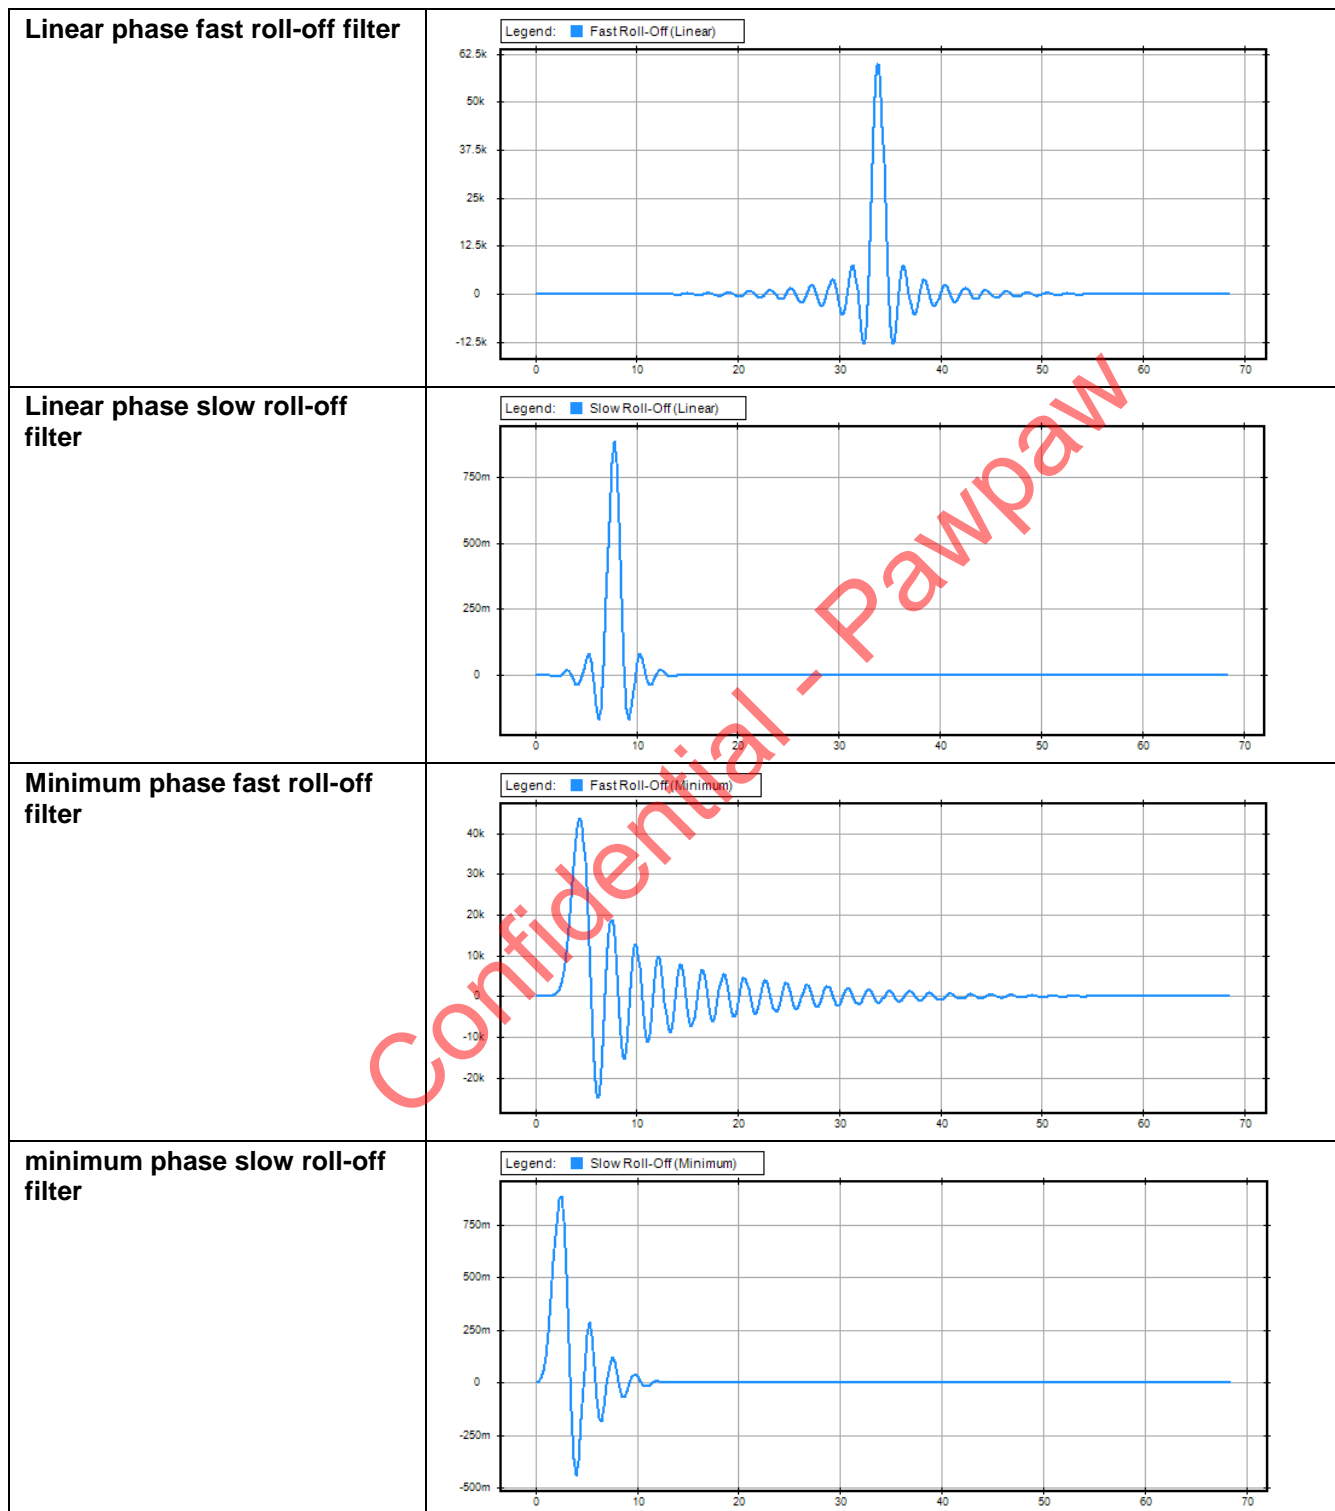 Linear phase fast roll-off filter
Legend: Fast Roll-Off (Linear)
62.5k
50k
37.5k
25k
12.5k
0
-12.5k
0 10 20 30 40 50 60 70
Linear phase slow roll-off
filter
Legend: Slow Roll-Off (Linear)
750m
500m
250m
0
0 10 20 30 40 50 60 70
Minimum phase fast roll-off
filter
Legend: Fast Roll-Off (Minimum)
40k
30k
20k
10k
0
-10k
-20k
0 10 20 30 40 50 60 70
minimum phase slow roll-off
filter
Legend: Slow Roll-Off (Minimum)
750m
500m
250m
0
-250m
-500m
0 10 20 30 40 50 60 70
Confidential - Pawpaw